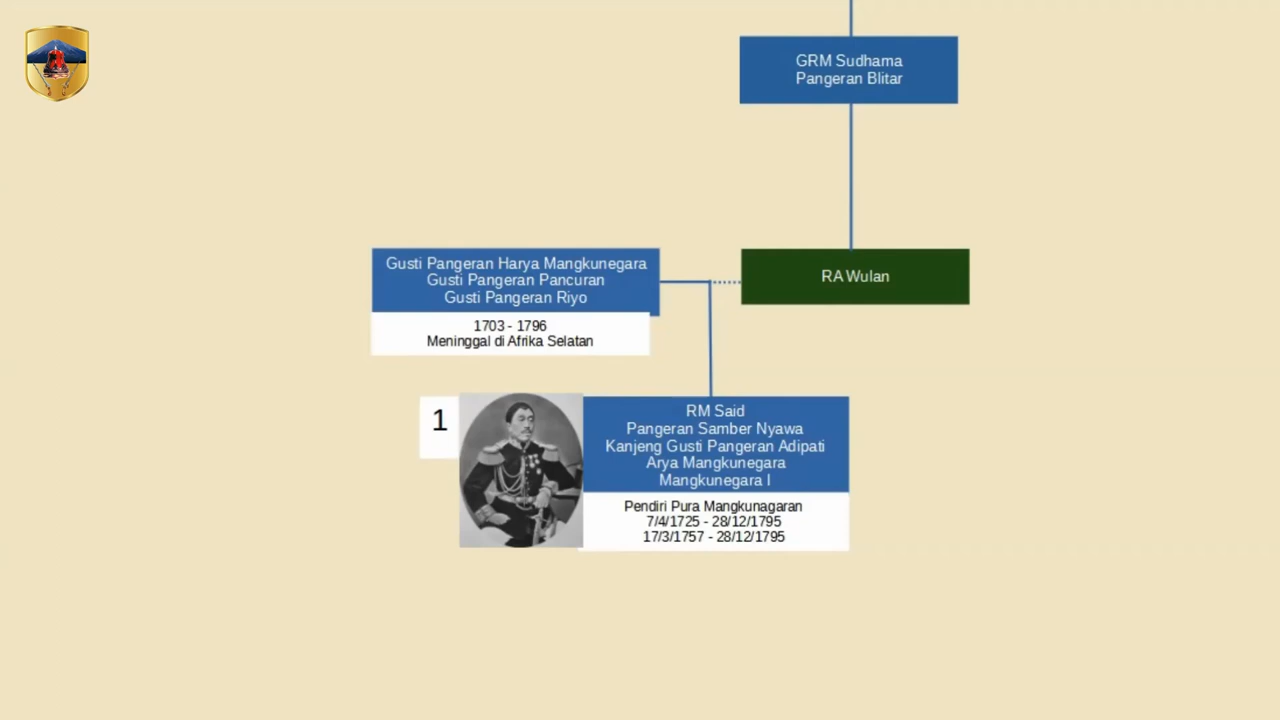 GRM Sudhama
Pangeran Blitar
Gusti Pangeran Harya Mangkunegara
Gusti Pangeran Pancuran
Gusti Pangeran Riyo
1703 - 1796
Meninggal di Afrika Selatan
RA Wulan
1
RM Said
Pangeran Samber Nyawa
Kanjeng Gusti Pangeran Adipati
Arya Mangkunegara
Mangkunegara I
Pendiri Pura Mangkunagaran
7/4/1725 - 28/12/1795
17/3/1757 - 28/12/1795